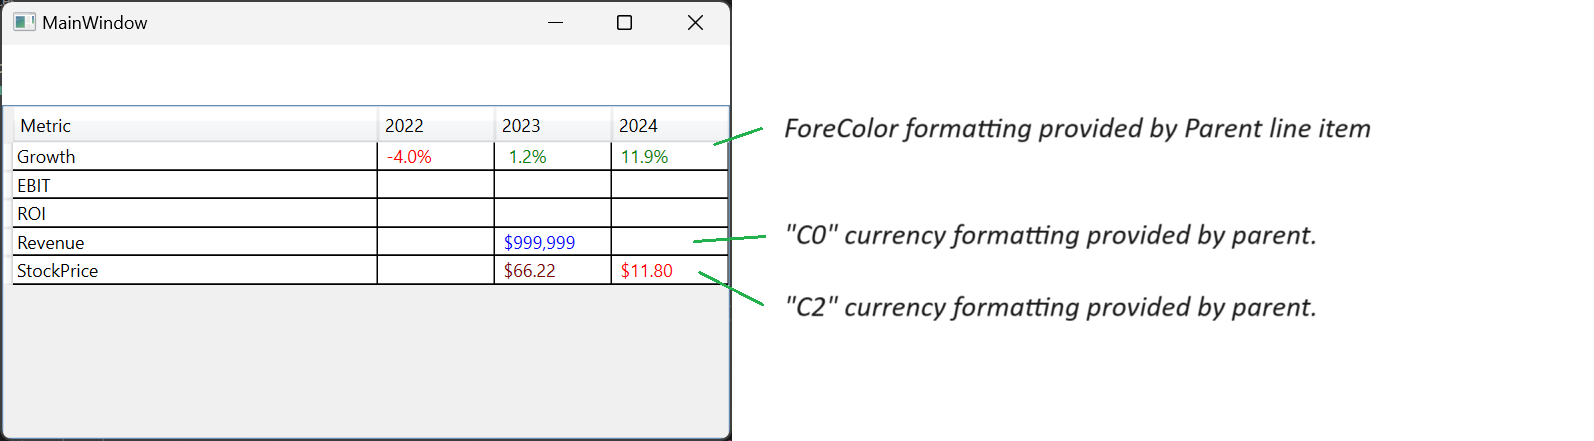 MainWindow
Metric 2022 2023 2024
ForeColor formatting provided by Parent line item
Growth -4.0% 1.2% 11.9%
EBIT
ROI
Revenue $999,999
"C0" currency formatting provided by parent.
StockPrice $66.22 $11.80
"C2" currency formatting provided by parent.